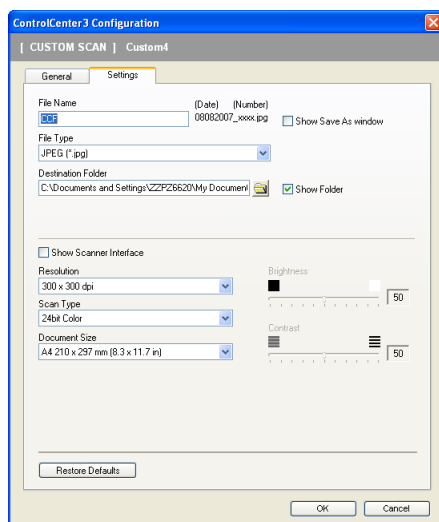 ControlCenter3 Configuration
[ CUSTOM SCAN ] Custom4
General Settings
File Name (Date) (Number)
CCF 08082007_xxxx.jpg Show Save As window
File Type
JPEG (*.jpg)
Destination Folder
C:\Documents and Settings\ZZPZ6620\My Document Show Folder
Show Scanner Interface
Resolution Brightness
300 x 300 dpi 50
Scan Type
24bit Color
Contrast
Document Size
A4 210 x 297 mm (8.3 x 11.7 in) 50
Restore Defaults
OK Cancel